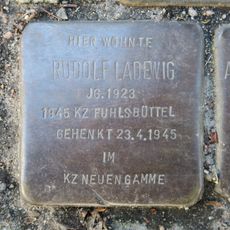 HIER WOHNTE
RUDOLF LADEWIG
JG. 1923
1945 KZ FUHLSBÜTTEL
GEHENKT 23.4.1945
IM
KZ NEUENGAMME